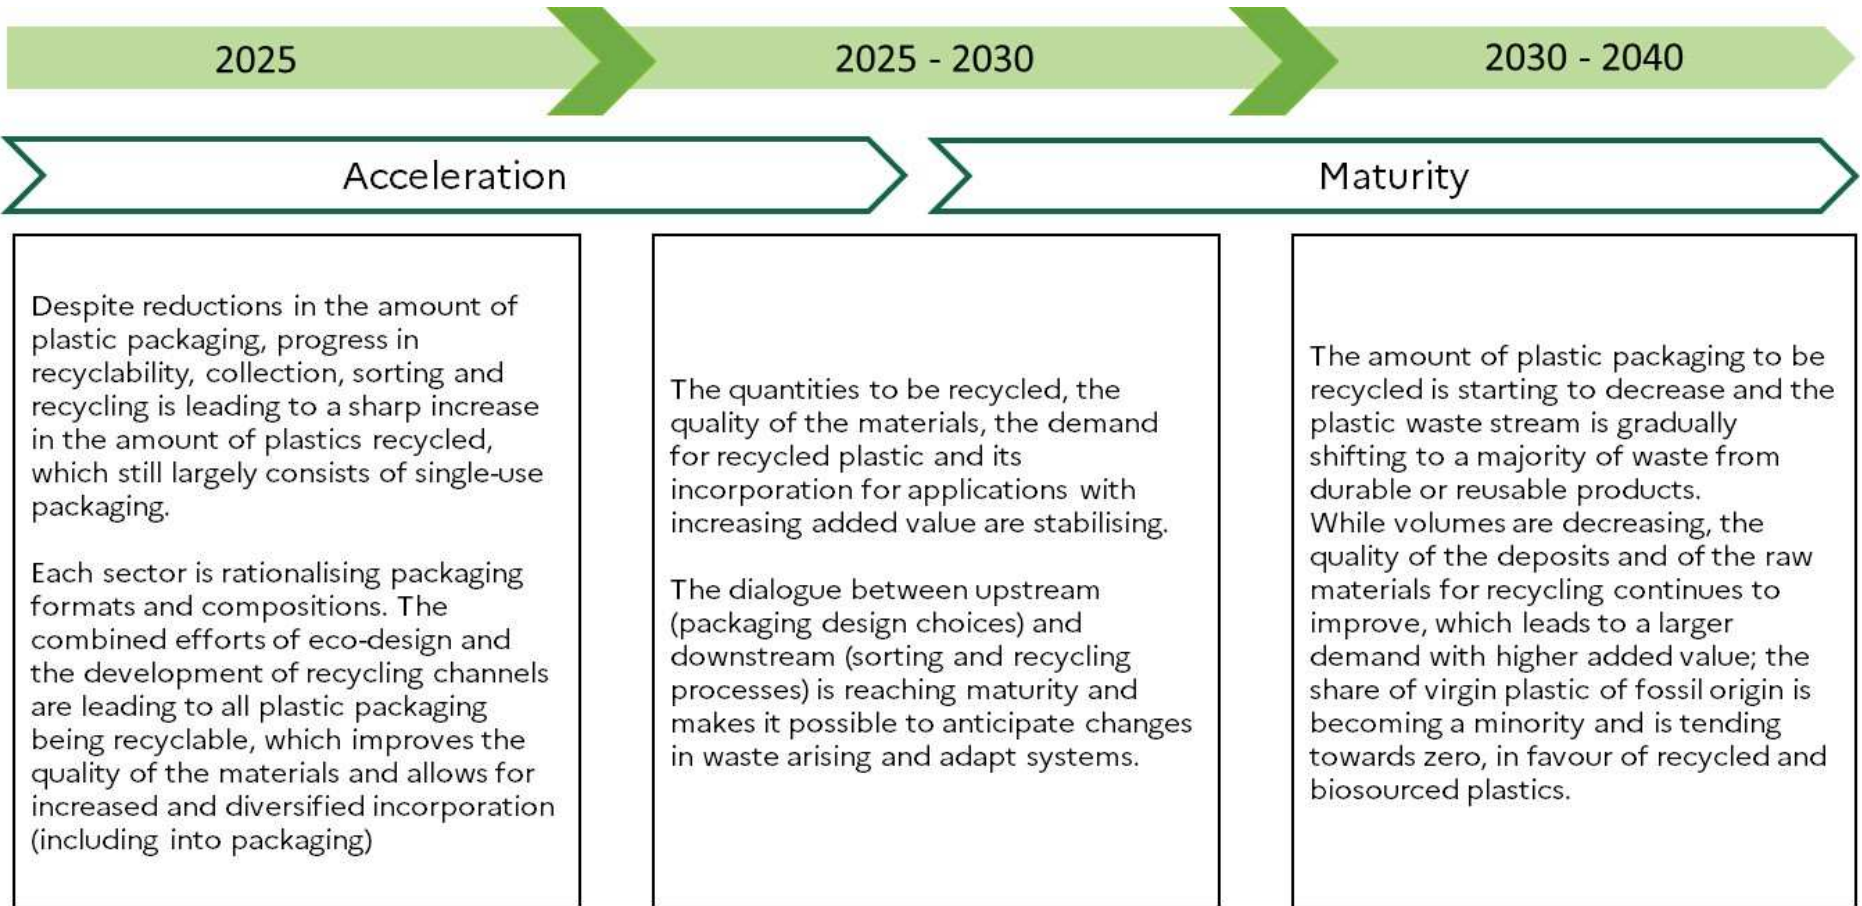 2025
2025 - 2030
2030 - 2040
Acceleration
Maturity
Despite reductions in the amount of
plastic packaging, progress in
recyclability, collection, sorting and
recycling is leading to a sharp increase
in the amount of plastics recycled,
which still largely consists of single-use
packaging.
Each sector is rationalising packaging
formats and compositions. The
combined efforts of eco-design and
the development of recycling channels
are leading to all plastic packaging
being recyclable, which improves the
quality of the materials and allows for
increased and diversified incorporation
(including into packaging)
The quantities to be recycled, the
quality of the materials, the demand
for recycled plastic and its
incorporation for applications with
increasing added value are stabilising.
The dialogue between upstream
(packaging design choices) and
downstream (sorting and recycling
processes) is reaching maturity and
makes it possible to anticipate changes
in waste arising and adapt systems.
The amount of plastic packaging to be
recycled is starting to decrease and the
plastic waste stream is gradually
shifting to a majority of waste from
durable or reusable products.
While volumes are decreasing, the
quality of the deposits and of the raw
materials for recycling continues to
improve, which leads to a larger
demand with higher added value; the
share of virgin plastic of fossil origin is
becoming a minority and is tending
towards zero, in favour of recycled and
biosourced plastics.